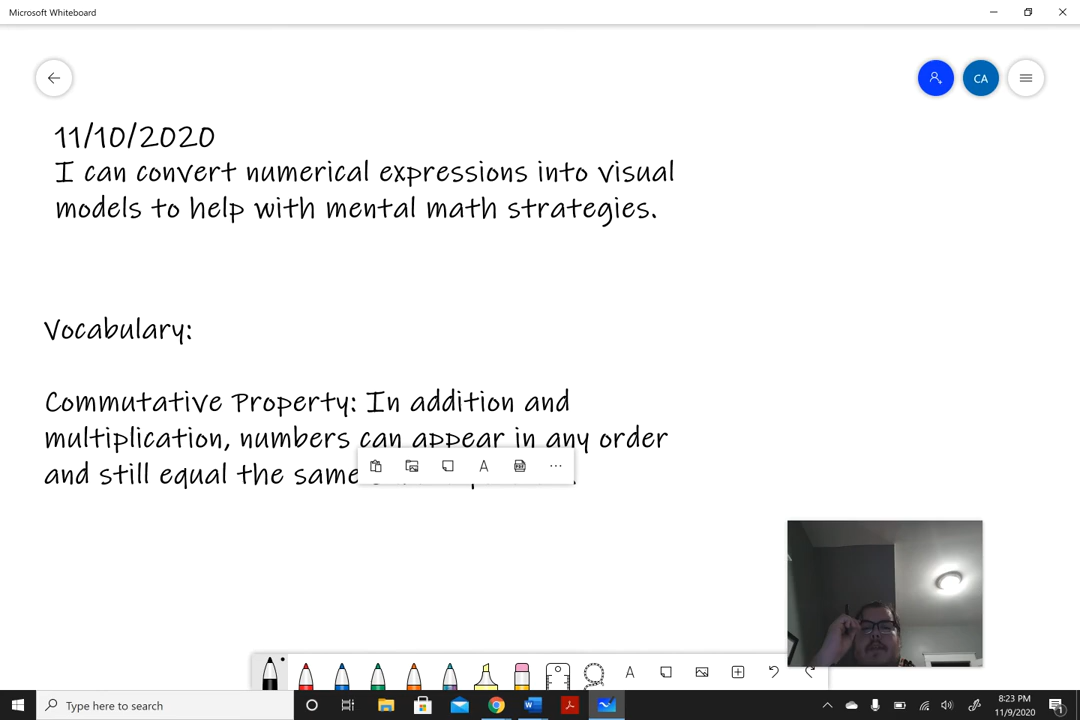 Microsoft Whiteboard
CA
11/10/2020
I can convert numerical expressions into visual
models to help with mental math strategies.
Vocabulary:
Commutative Property: In addition and
multiplication, numbers can appear in any order
and still equal the same
A
A
Type here to search
8:23 PM
11/9/2020
1